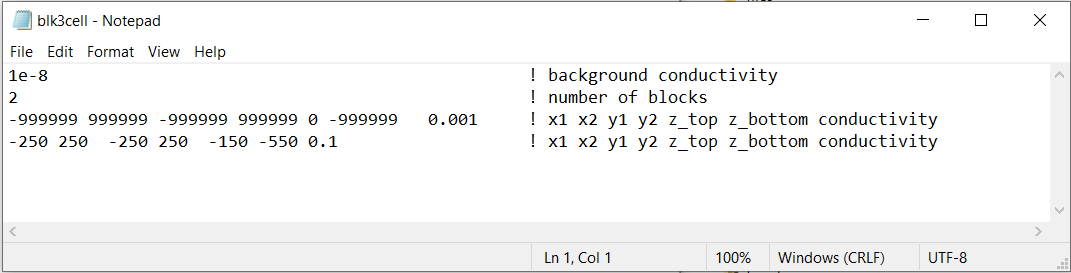 blk3cell - Notepad
File Edit Format View Help
1e-8 ! background conductivity
2 ! number of blocks
-999999 999999 -999999 999999 0 -999999 0.001 ! x1 x2 y1 y2 z_top z_bottom conductivity
-250 250 -250 250 -150 -550 0.1 ! x1 x2 y1 y2 z_top z_bottom conductivity
Ln 1, Col 1 100% Windows (CRLF) UTF-8